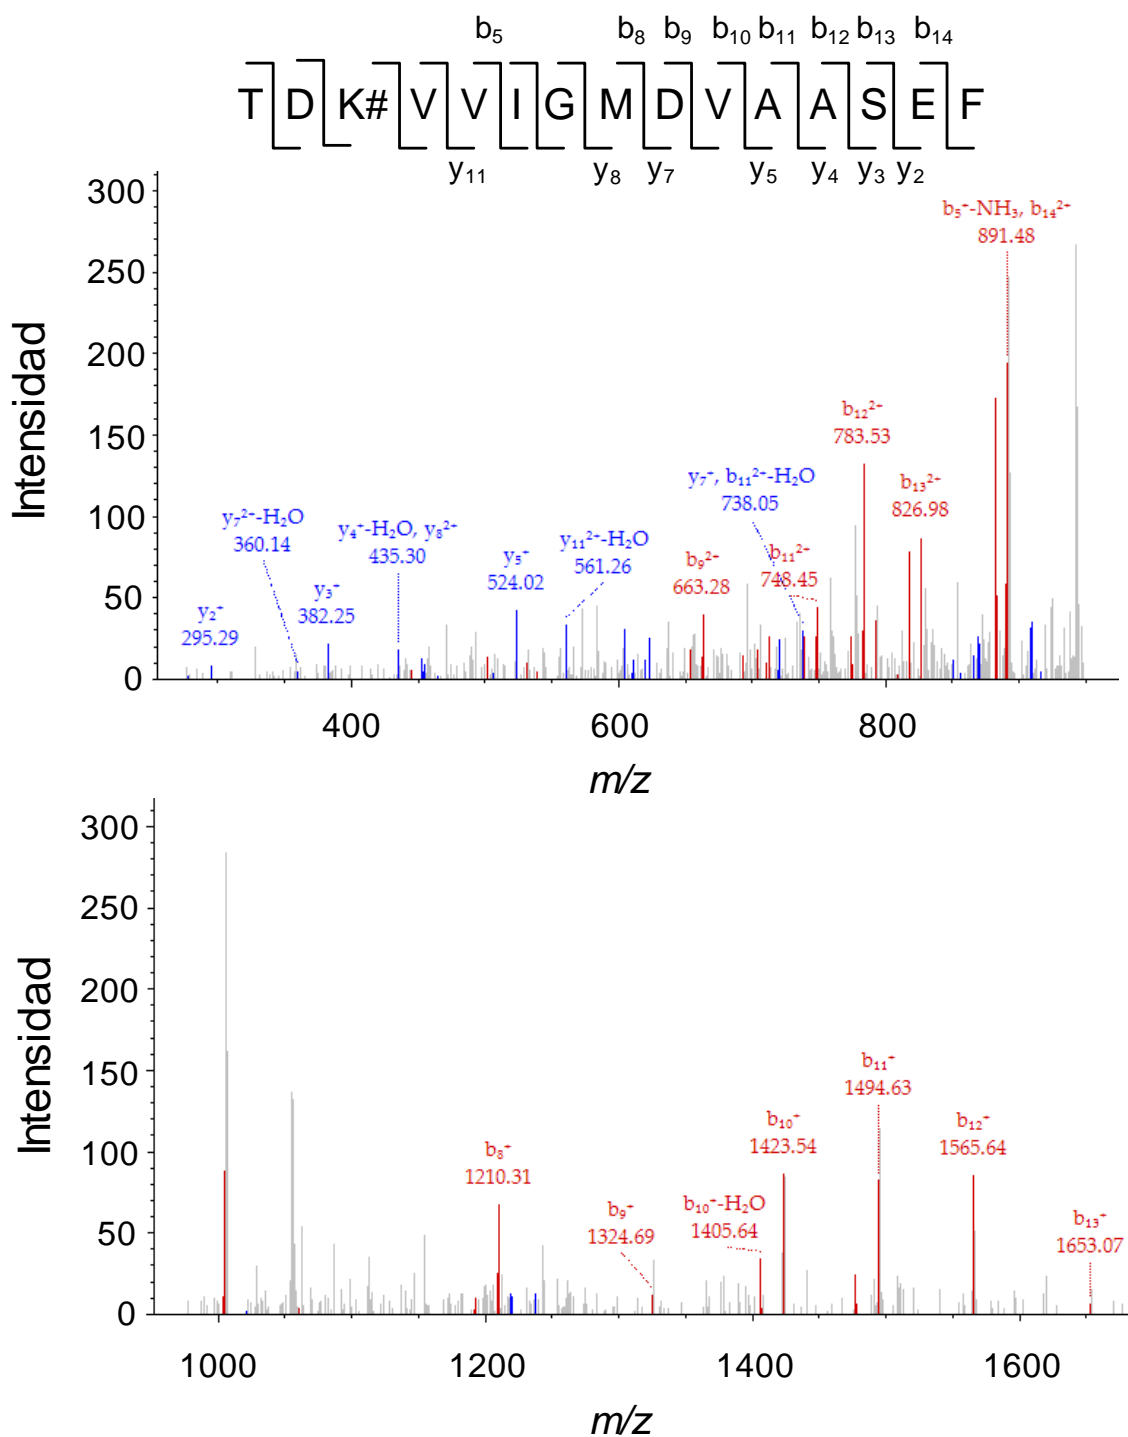 b₅ b₈ b₉ b₁₀ b₁₁ b₁₂ b₁₃ b₁₄
T D K# V V I G M D V A A S E F
y₁₁ y₈ y₇ y₅ y₄ y₃ y₂
Intensidad
300
250
200
150
100
50
0
b₅⁺-NH₃, b₁₄²⁺
891.48
b₁₂²⁺
783.53
b₁₃²⁺
826.98
y₇⁺, b₁₁²⁺-H₂O
738.05
y₇²⁺-H₂O
360.14
y₄⁺-H₂O, y₈²⁺
435.30
y₅⁺
524.02
y₁₁²⁺-H₂O
561.26
b₉²⁺
663.28
b₁₁²⁺
748.45
y₂⁺
295.29
y₃⁺
382.25
400 600 800
m/z
Intensidad
300
250
200
150
100
50
0
b₁₁⁺
1494.63
b₁₀⁺
1423.54
b₁₂⁺
1565.64
b₈⁺
1210.31
b₉⁺
1324.69
b₁₀⁺-H₂O
1405.64
b₁₃⁺
1653.07
1000 1200 1400 1600
m/z